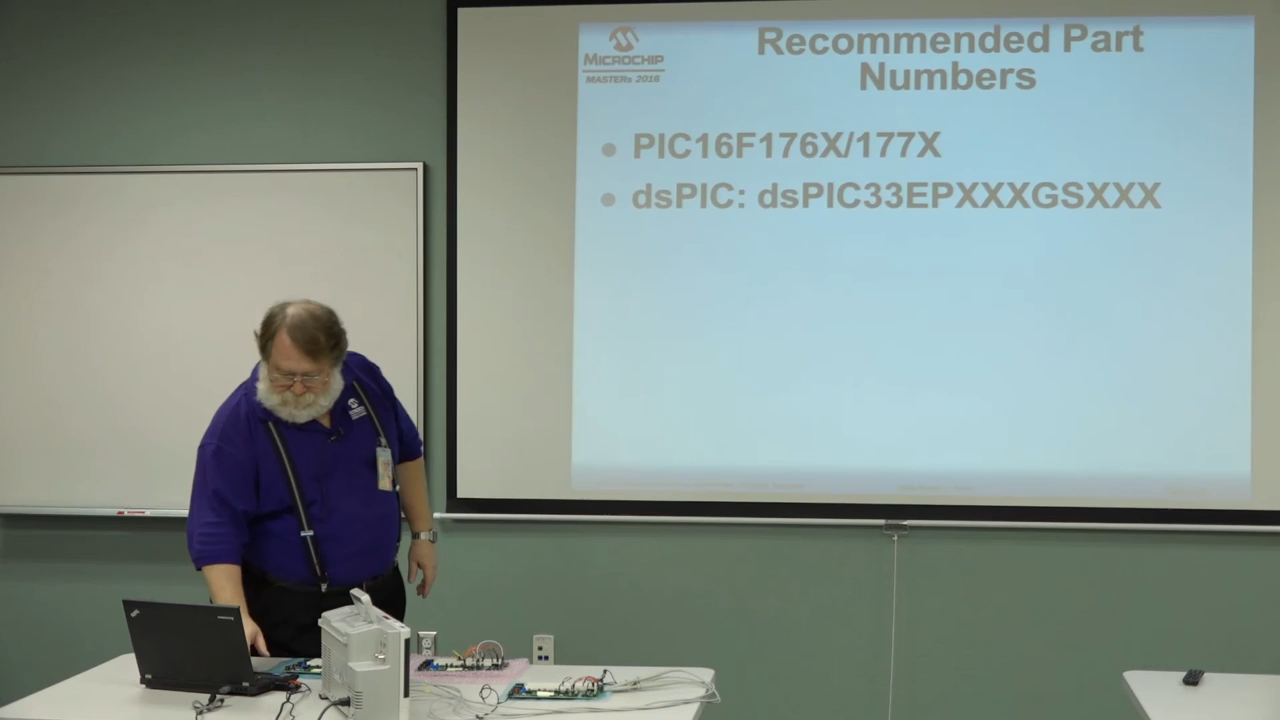 MICROCHIP
MASTERs 2016
Recommended Part
Numbers
• PIC16F176X/177X
• dsPIC: dsPIC33EPXXXGSXXX